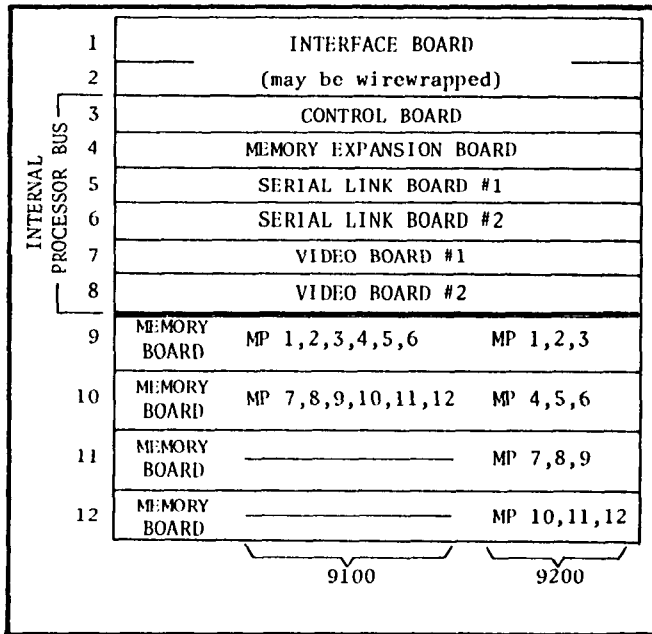 1 INTERFACE BOARD
2 (may be wirewrapped)
INTERNAL
PROCESSOR BUS
3 CONTROL BOARD
4 MEMORY EXPANSION BOARD
5 SERIAL LINK BOARD #1
6 SERIAL LINK BOARD #2
7 VIDEO BOARD #1
8 VIDEO BOARD #2
9 MEMORY BOARD MP 1,2,3,4,5,6 MP 1,2,3
10 MEMORY BOARD MP 7,8,9,10,11,12 MP 4,5,6
11 MEMORY BOARD MP 7,8,9
12 MEMORY BOARD MP 10,11,12
9100 9200